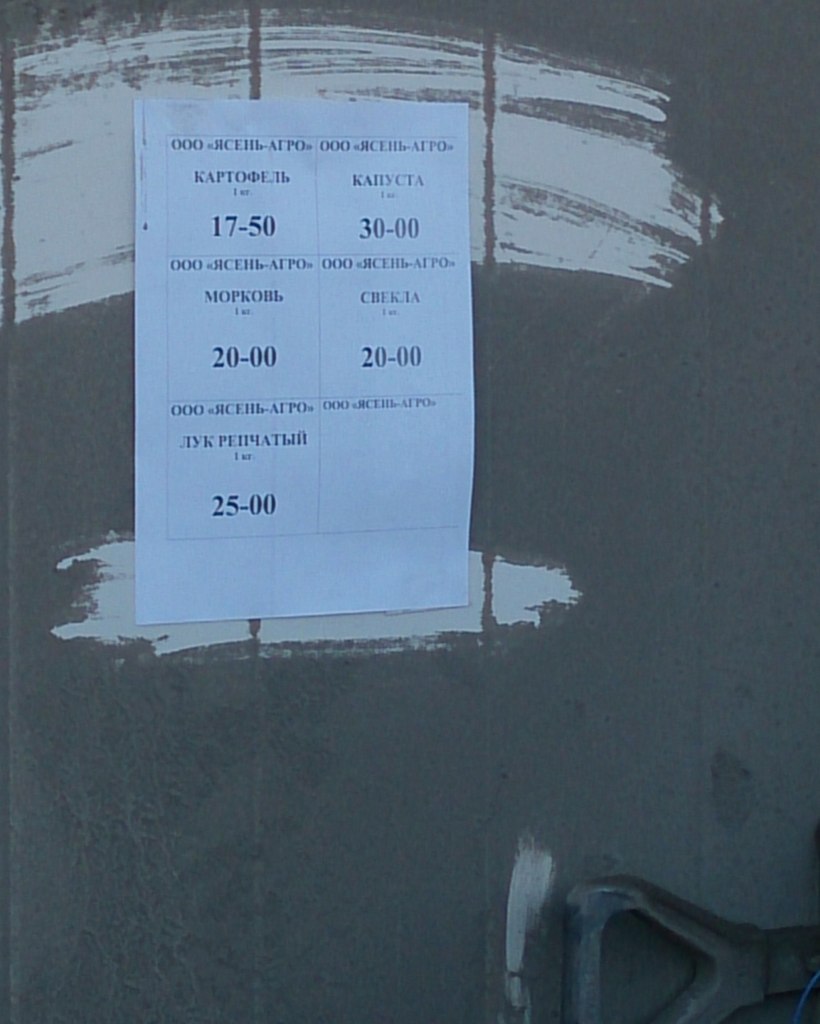 ООО «ЯСЕНЬ-АГРО»
КАРТОФЕЛЬ
1 кг.
17-50
ООО «ЯСЕНЬ-АГРО»
КАПУСТА
1 кг.
30-00
ООО «ЯСЕНЬ-АГРО»
МОРКОВЬ
1 кг.
20-00
ООО «ЯСЕНЬ-АГРО»
СВЕКЛА
1 кг.
20-00
ООО «ЯСЕНЬ-АГРО»
ЛУК РЕПЧАТЫЙ
1 кг.
25-00
ООО «ЯСЕНЬ-АГРО»